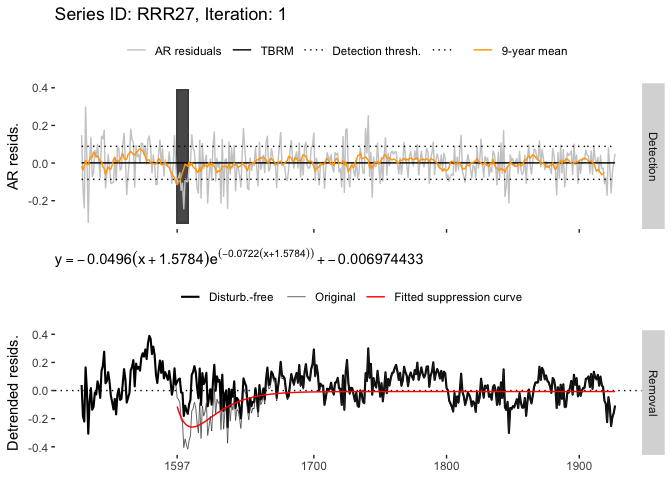 Series ID: RRR27, Iteration: 1
AR residuals TBRM Detection thresh. 9-year mean
0.4
0.2
0.0
-0.2
AR resids.
Detection
y = −0.0496(x + 1.5784)e^(−0.0722(x+1.5784)) + −0.006974433
Disturb.-free Original Fitted suppression curve
0.4
0.2
0.0
-0.2
-0.4
Detrended resids.
Removal
1597 1700 1800 1900